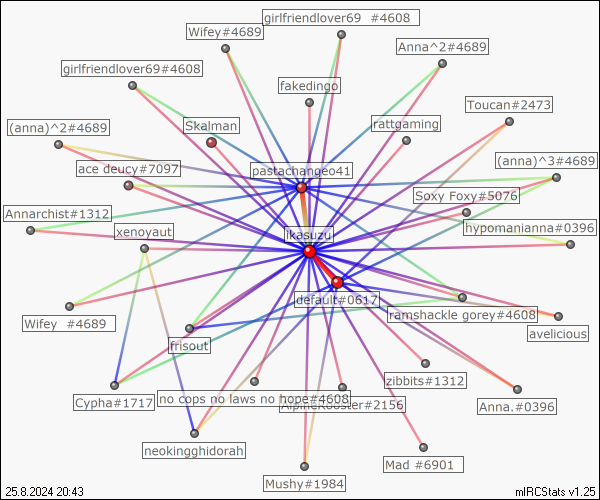 girlfriendlover69 #4608
Wifey#4689
Anna^2#4689
girlfriendlover69#4608
fakedingo
Toucan#2473
Skalman
rattgaming
(anna)^2#4689
(anna)^3#4689
ace deucy#7097
pastachangeo41
Soxy Foxy#5076
Annarchist#1312
hypomanianna#0396
xenoyaut
ikasuzu
default#0617
ramshackle gorey#4608
Wifey #4689
avelicious
frisout
zibbits#1312
no cops no laws no hope#4608
Cypha#1717
AlpineRooster#2156
Anna.#0396
neokingghidorah
Mad #6901
Mushy#1984
25.8.2024 20:43
mIRCStats v1.25